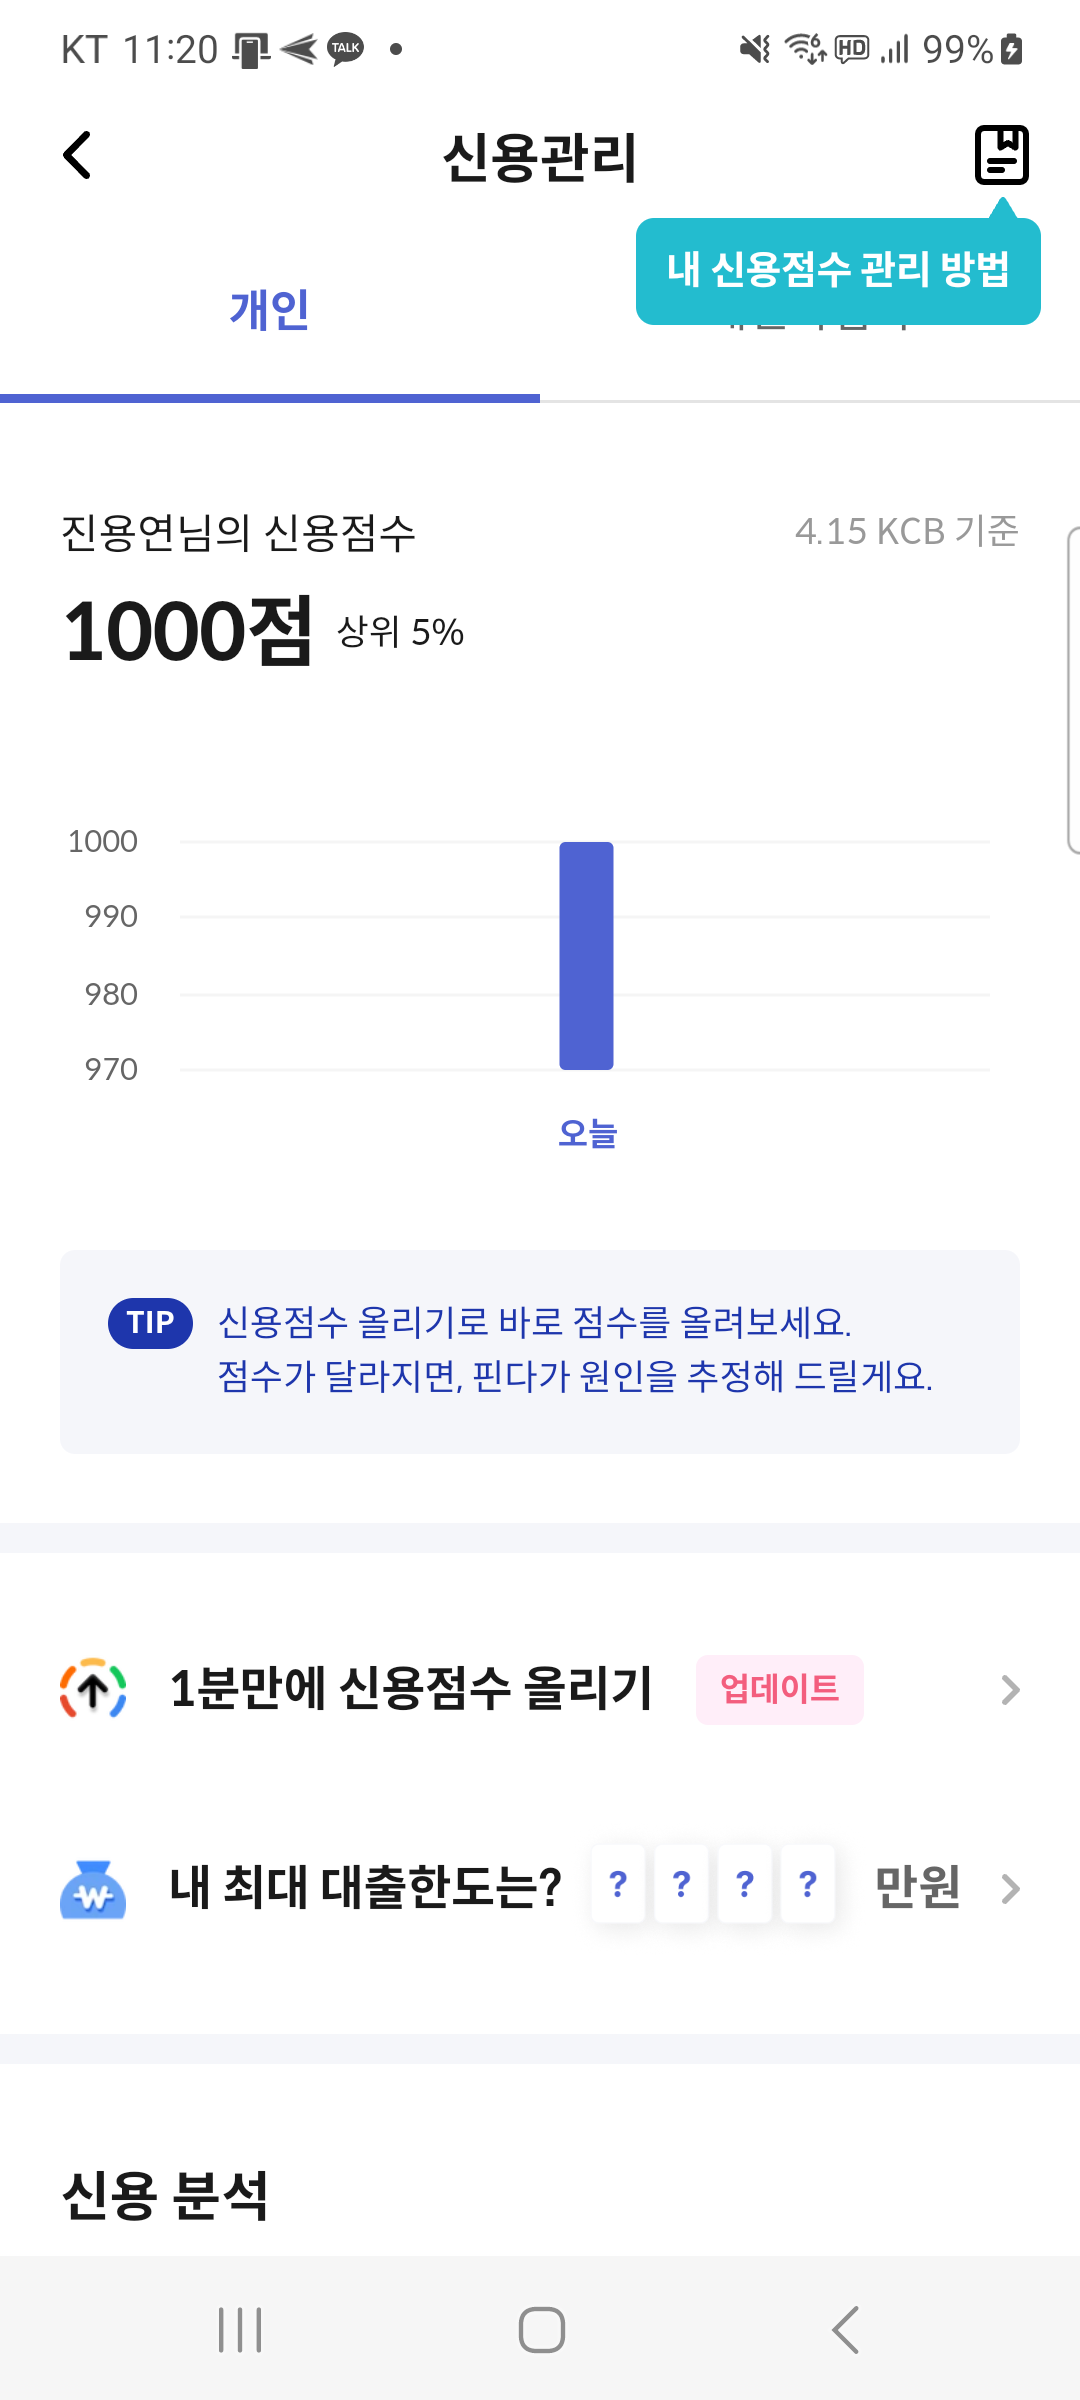 KT 11:20 TALK HD 99%
신용관리
내 신용점수 관리 방법
개인
진용연님의 신용점수
4.15 KCB 기준
1000점 상위 5%
1000
990
980
970
오늘
TIP 신용점수 올리기로 바로 점수를 올려보세요.
점수가 달라지면, 핀다가 원인을 추정해 드릴게요.
1분만에 신용점수 올리기 업데이트
내 최대 대출한도는? ? ? ? ? 만원
신용 분석